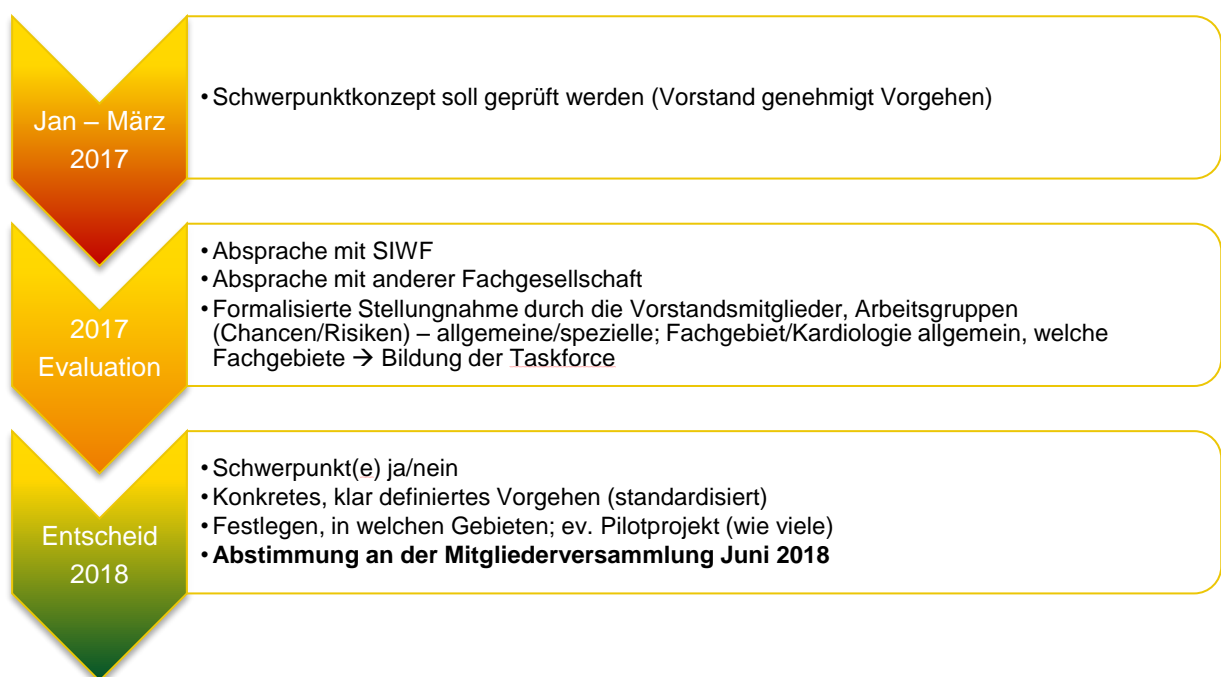 Jan – März
2017
• Schwerpunktkonzept soll geprüft werden (Vorstand genehmigt Vorgehen)
2017
Evaluation
• Absprache mit SIWF
• Absprache mit anderer Fachgesellschaft
• Formalisierte Stellungnahme durch die Vorstandsmitglieder, Arbeitsgruppen
(Chancen/Risiken) – allgemeine/spezielle; Fachgebiet/Kardiologie allgemein, welche
Fachgebiete → Bildung der Taskforce
Entscheid
2018
• Schwerpunkt(e) ja/nein
• Konkretes, klar definiertes Vorgehen (standardisiert)
• Festlegen, in welchen Gebieten; ev. Pilotprojekt (wie viele)
• Abstimmung an der Mitgliederversammlung Juni 2018